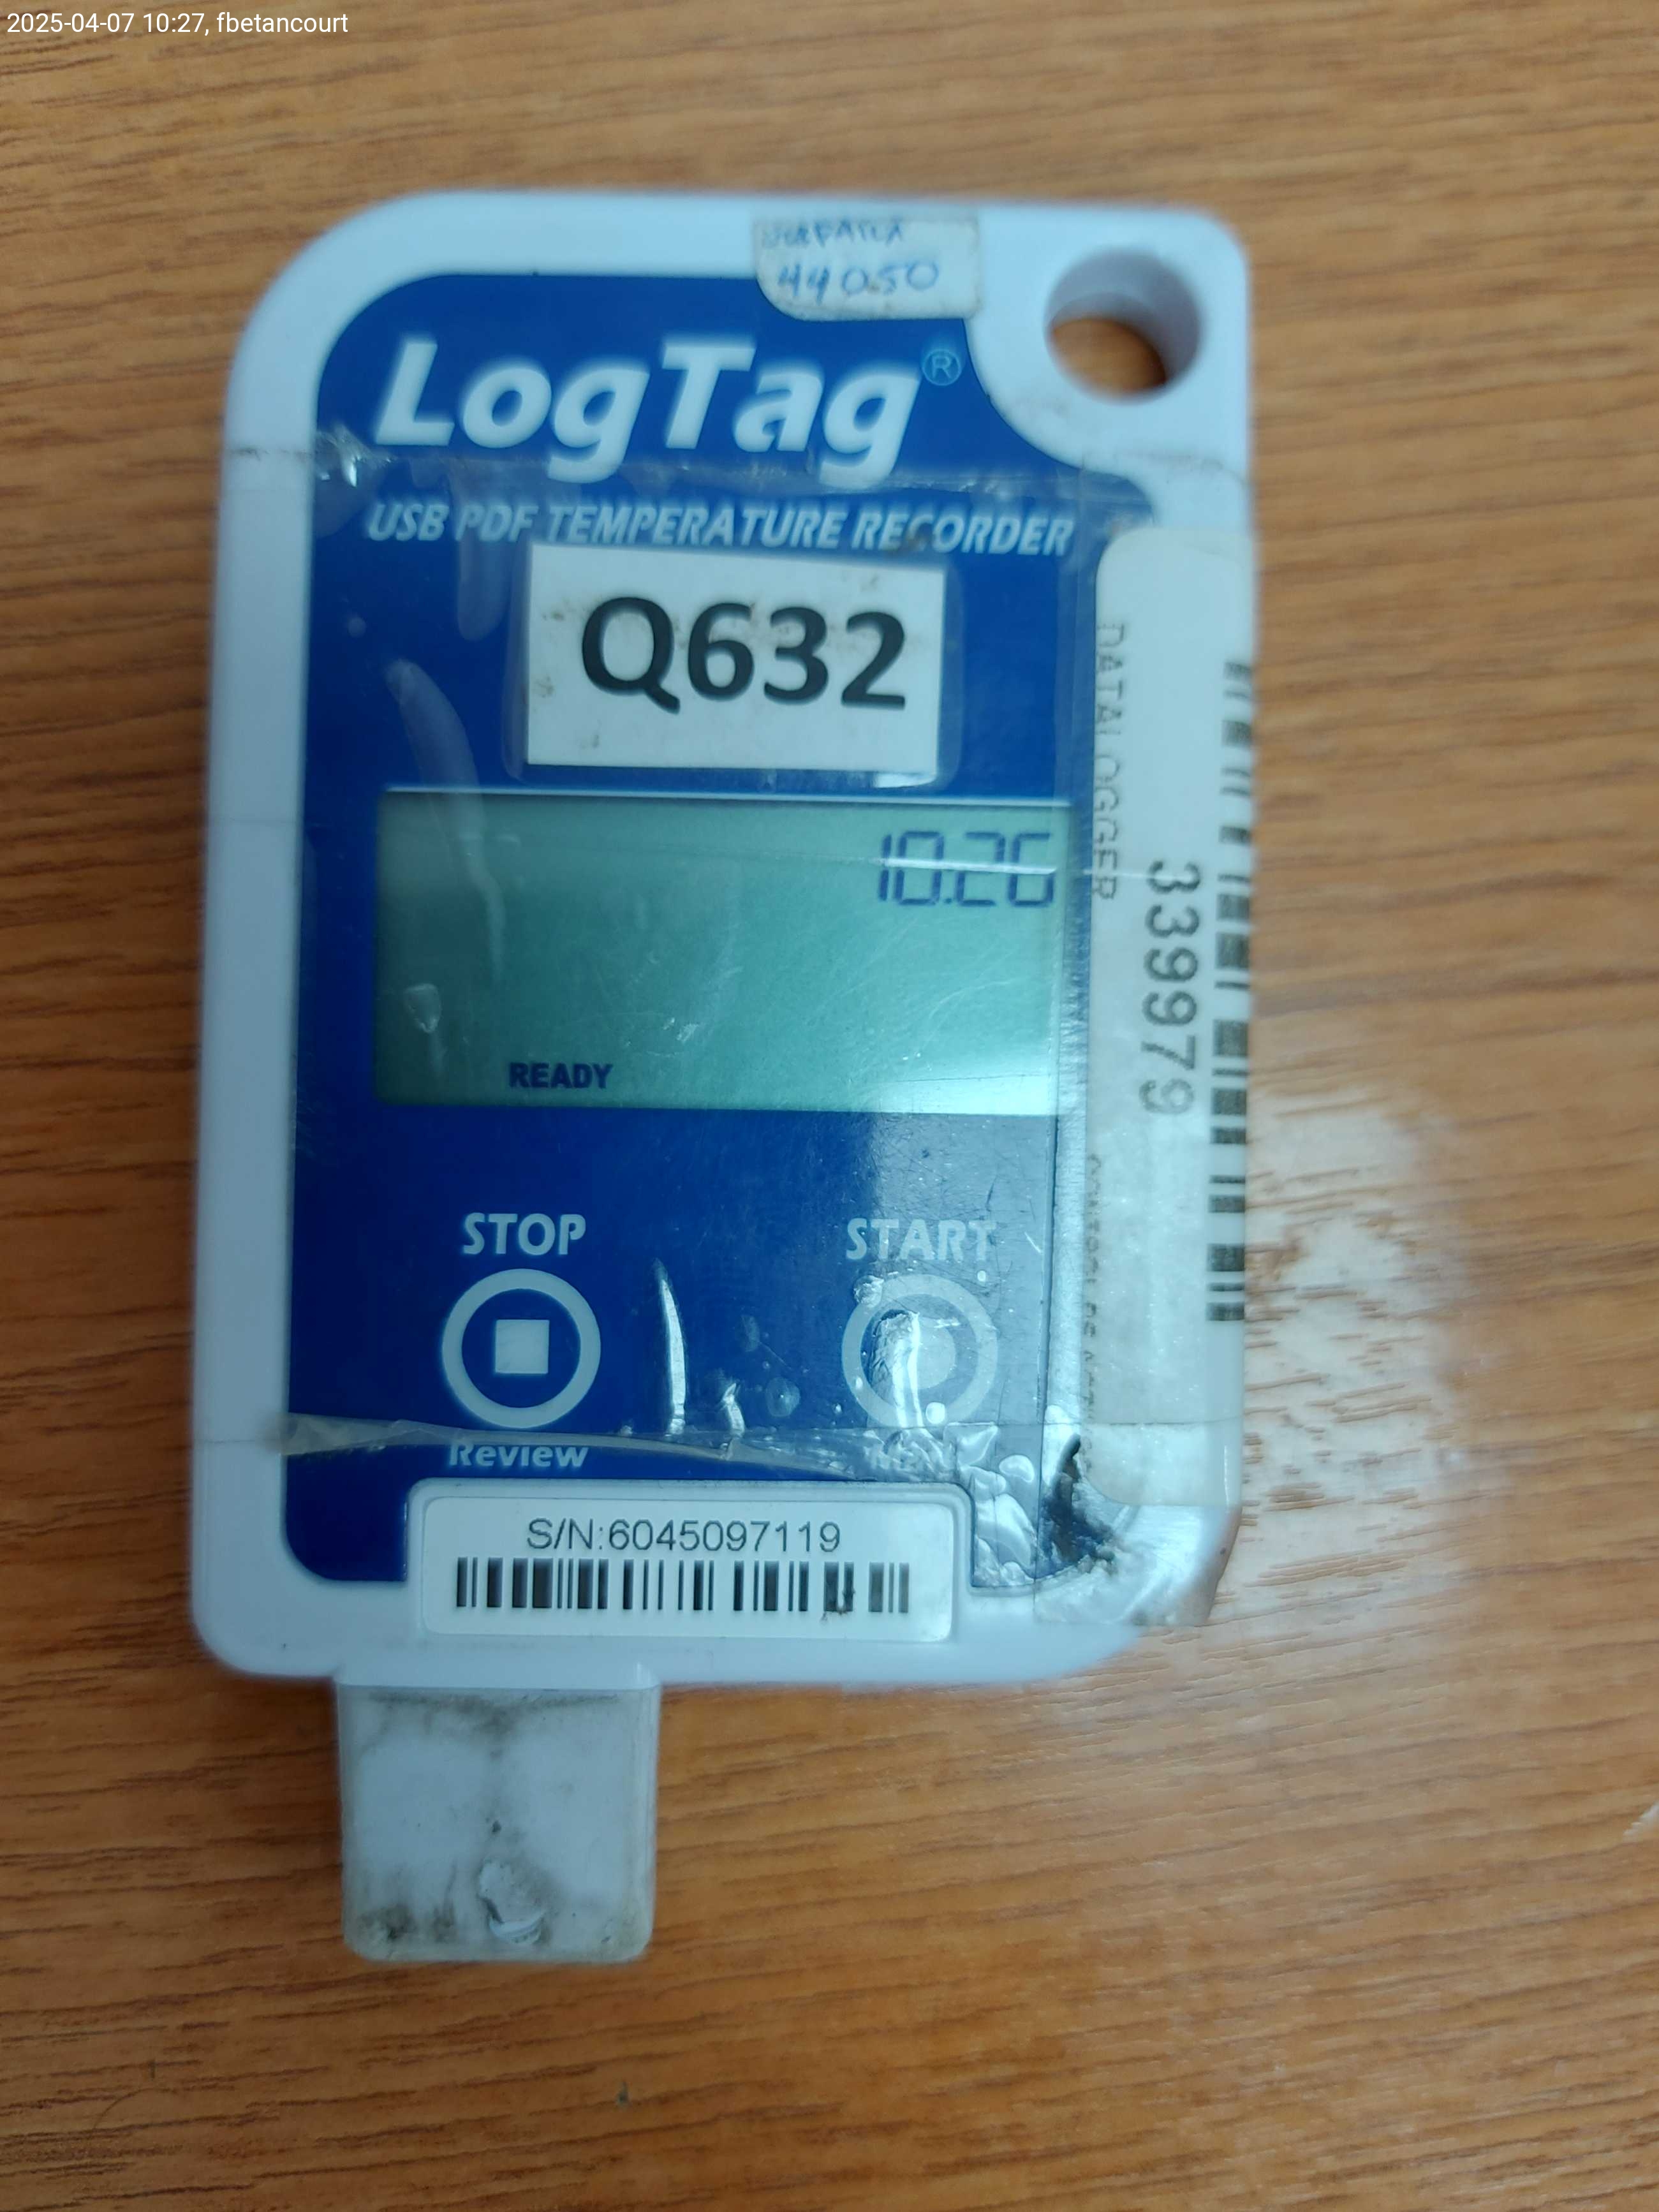 2025-04-07 10:27, fbetancourt
44050
LogTag®
USB PDF TEMPERATURE RECORDER
Q632
10.26
READY
DATALOGGER
339979
STOP
START
Review
S/N:6045097119